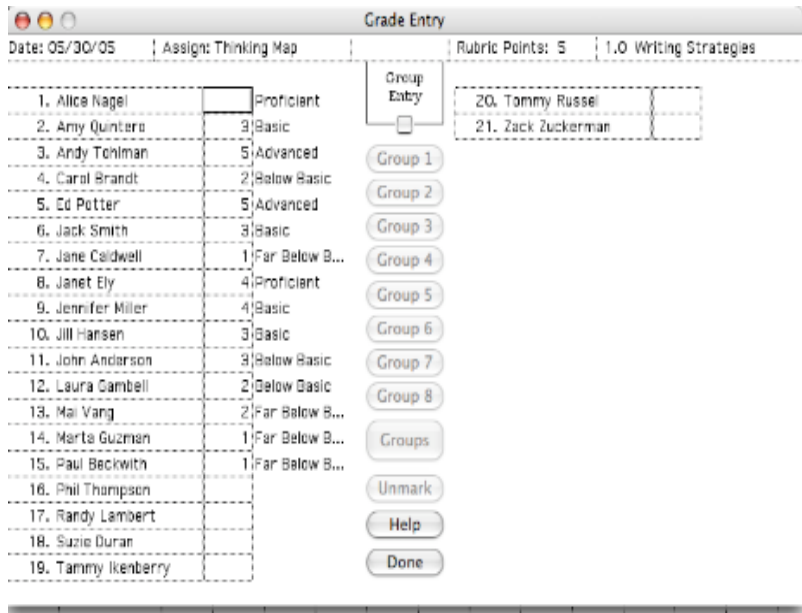 Grade Entry
Date: 05/30/05 Assign: Thinking Map Rubric Points: 5 1.0 Writing Strategies
1. Alice Nagel Proficient
2. Amy Quintero 3 Basic
3. Andy Tohlman 5 Advanced
4. Carol Brandt 2 Below Basic
5. Ed Potter 5 Advanced
6. Jack Smith 3 Basic
7. Jane Caldwell 1 Far Below B...
8. Janet Ely 4 Proficient
9. Jennifer Miller 4 Basic
10. Jill Hansen 3 Basic
11. John Anderson 3 Below Basic
12. Laura Gambell 2 Below Basic
13. Mai Vang 2 Far Below B...
14. Marta Guzman 1 Far Below B...
15. Paul Beckwith 1 Far Below B...
16. Phil Thompson
17. Randy Lambert
18. Suzie Duran
19. Tammy Ikenberry
Group
Entry
Group 1
Group 2
Group 3
Group 4
Group 5
Group 6
Group 7
Group 8
Groups
Unmark
Help
Done
20. Tommy Russel
21. Zack Zuckerman